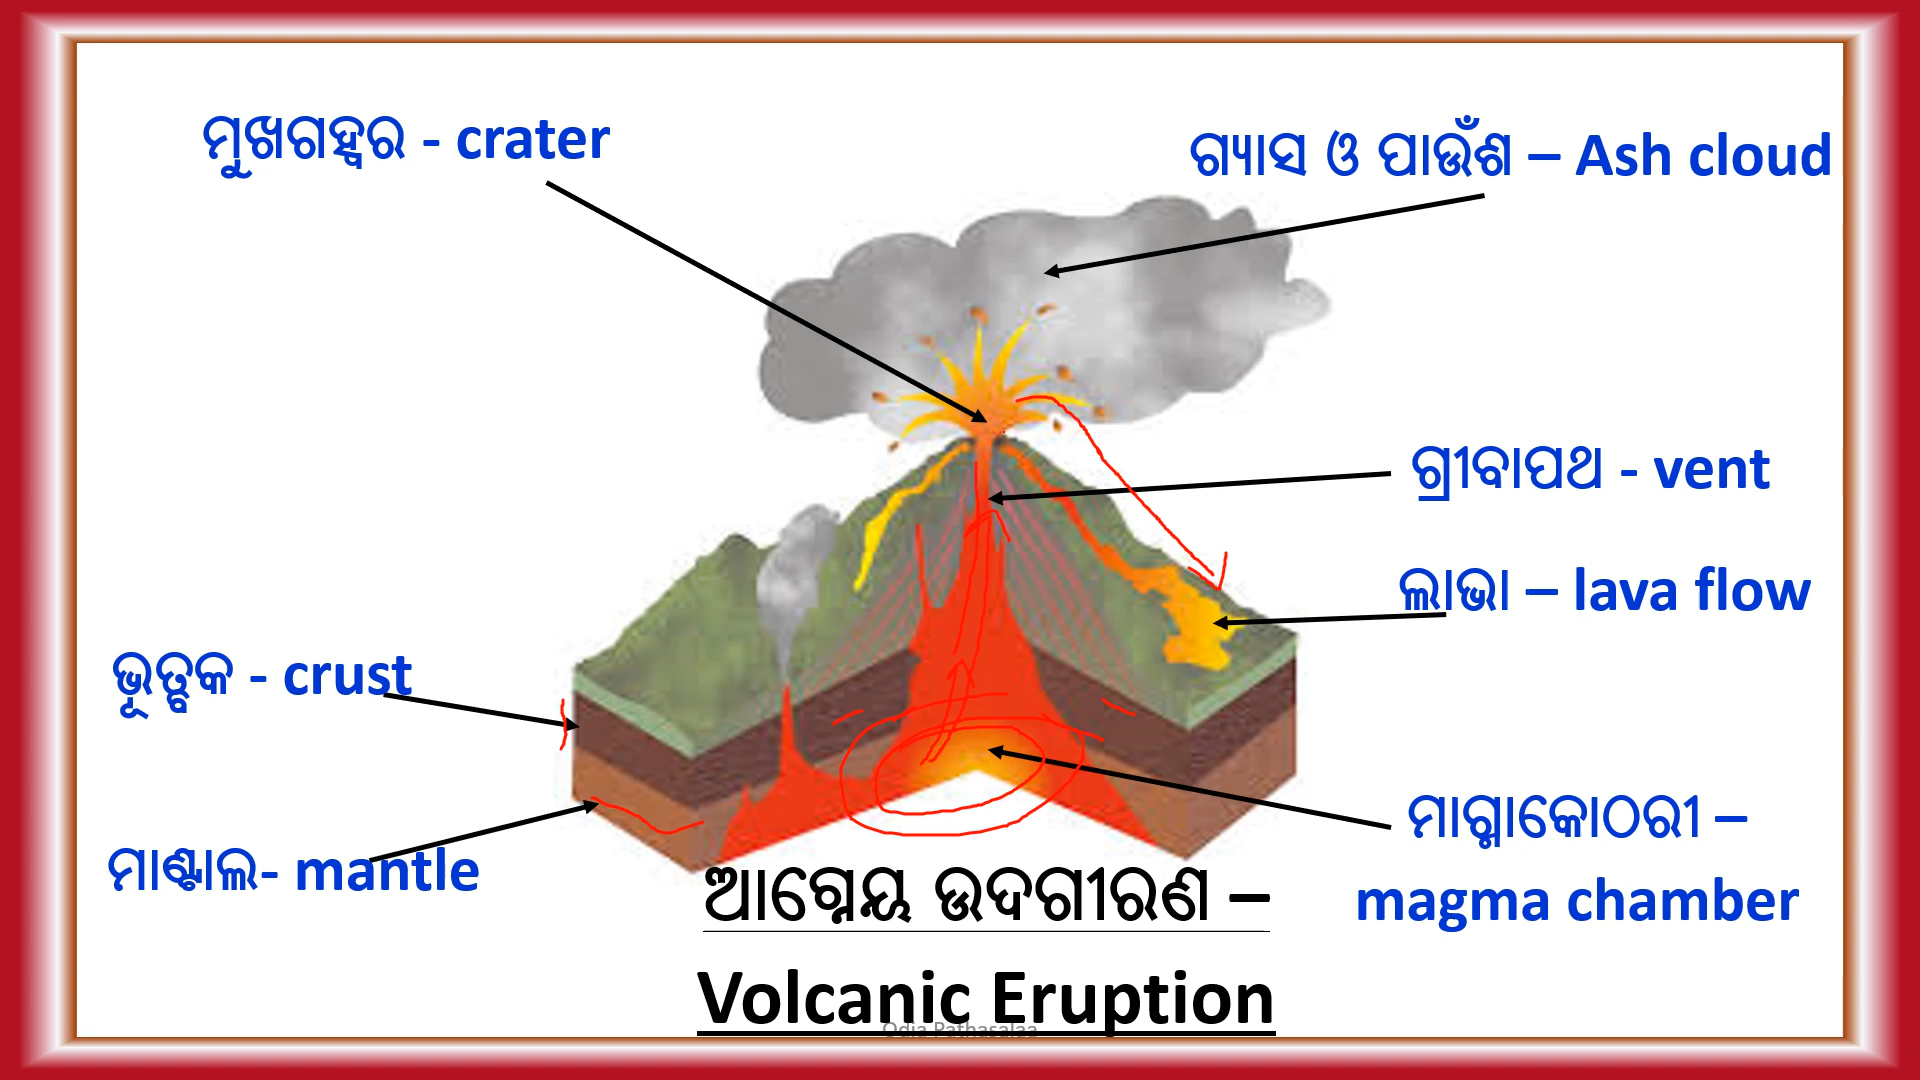 ମୁଖଗହ୍ୱର - crater
ଗ୍ୟାସ ଓ ପାଉଁଶ – Ash cloud
ଗ୍ରୀବାପଥ - vent
ଲାଭା – lava flow
ଭୂତ୍ୱକ - crust
ମାଣ୍ଟାଲ- mantle
ମାଗ୍ମାକୋଠରୀ –
magma chamber
ଆଗ୍ନେୟ ଉଦଗୀରଣ –
Volcanic Eruption
Odia Pathasalaa